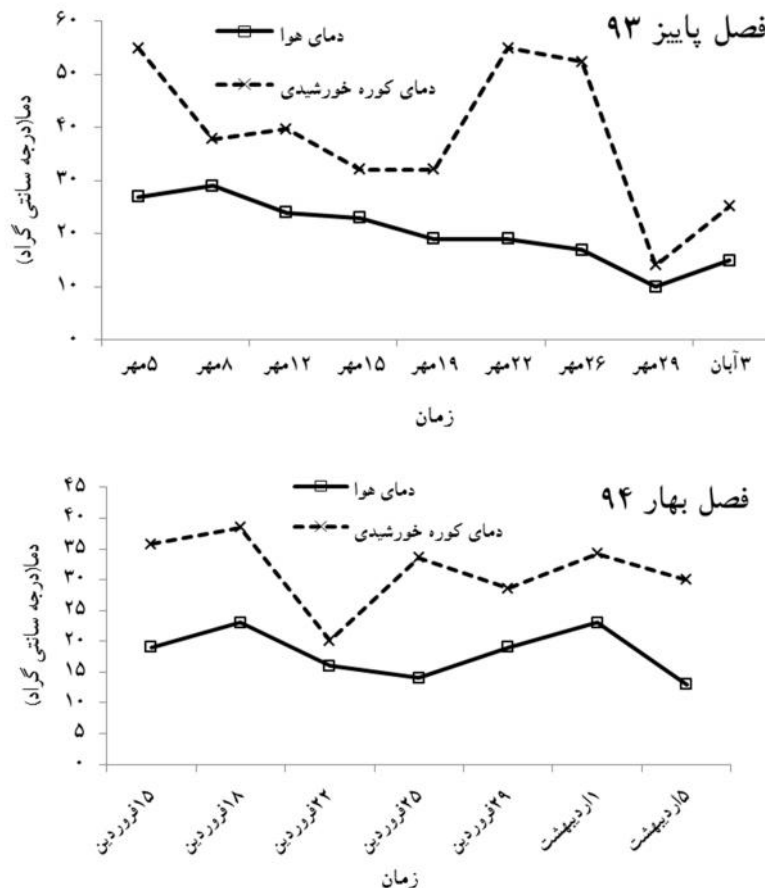 فصل پاییز ۹۳
دمای هوا
دمای کوره خورشیدی
دما(درجه سانتی گراد)
۶۰
۵۰
۴۰
۳۰
۲۰
۱۰
۰
۵مهر
۸مهر
۱۲مهر
۱۵مهر
۱۹مهر
۲۲مهر
۲۶مهر
۲۹مهر
۳آبان
زمان
فصل بهار ۹۴
دمای هوا
دمای کوره خورشیدی
دما(درجه سانتی گراد)
۴۵
۴۰
۳۵
۳۰
۲۵
۲۰
۱۵
۱۰
۵
۰
۱۵فروردین
۱۸فروردین
۲۲فروردین
۲۵فروردین
۲۹فروردین
۱اردیبهشت
۵اردیبهشت
زمان